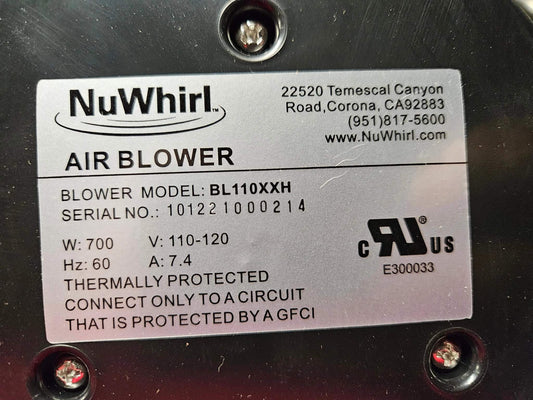 NuWhirl™
22520 Temescal Canyon
Road,Corona, CA92883
(951)817-5600
www.NuWhirl.com
AIR BLOWER
BLOWER MODEL: BL110XXH
SERIAL NO.: 101221000214
W: 700 V: 110-120
Hz: 60 A: 7.4
THERMALLY PROTECTED
CONNECT ONLY TO A CIRCUIT
THAT IS PROTECTED BY A GFCI
c RU® US
E300033